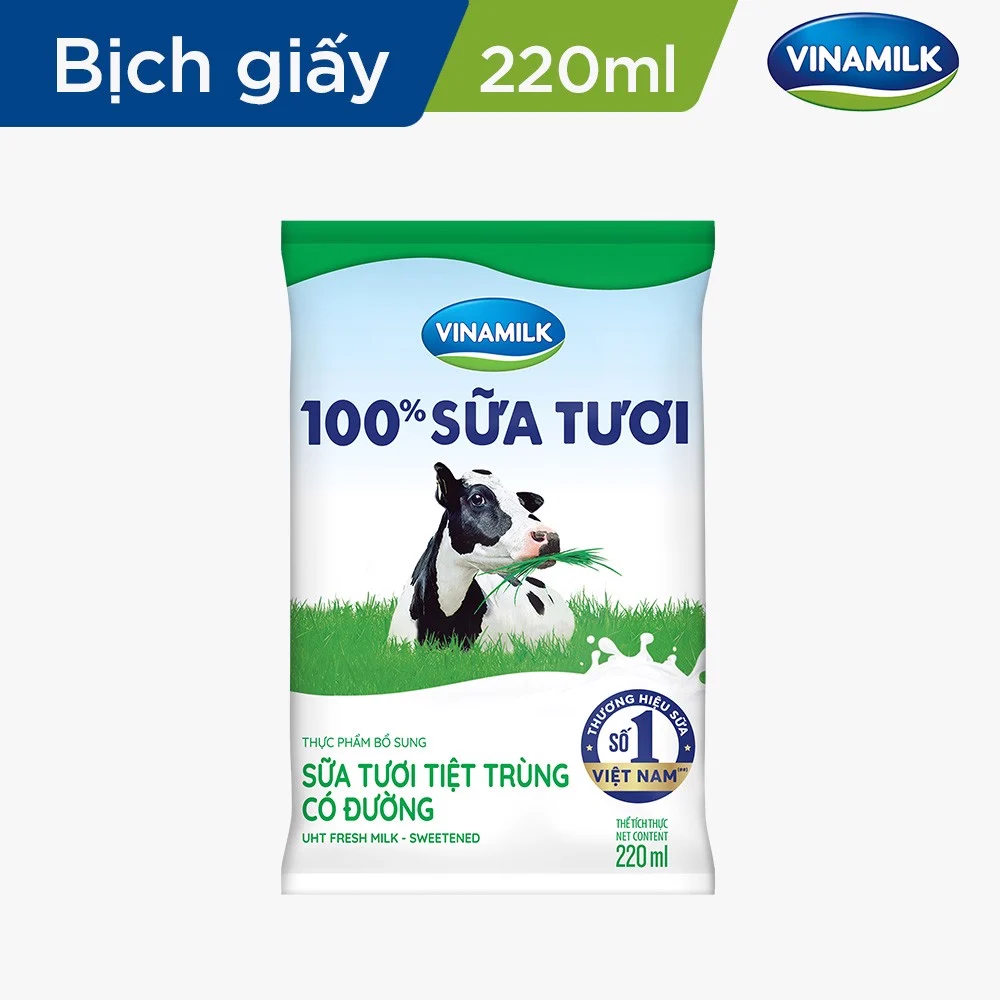 Bịch giấy
220ml
VINAMILK
VINAMILK
100% SỮA TƯƠI
THƯƠNG HIỆU SỮA
SỐ 1
VIỆT NAM
THỰC PHẨM BỔ SUNG
SỮA TƯƠI TIỆT TRÙNG
CÓ ĐƯỜNG
UHT FRESH MILK - SWEETENED
THỂ TÍCH THỰC
NET CONTENT
220 ml